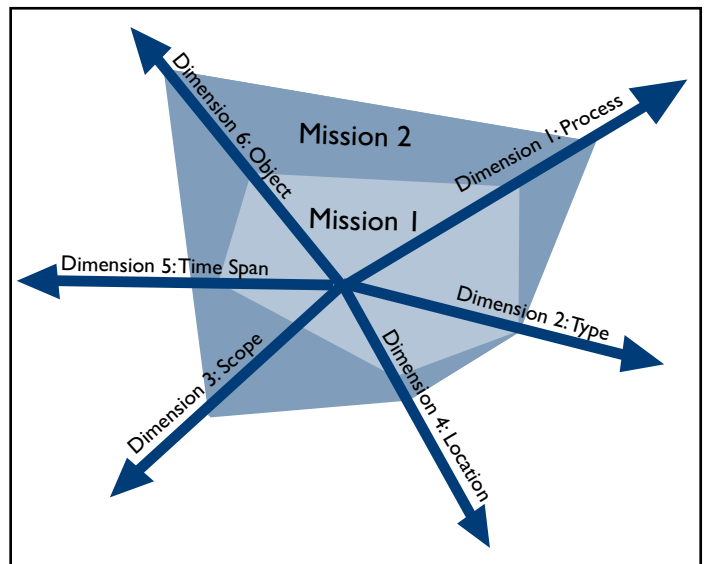 Dimension 6: Object
Mission 2
Dimension 1: Process
Mission 1
Dimension 5: Time Span
Dimension 2: Type
Dimension 3: Scope
Dimension 4: Location